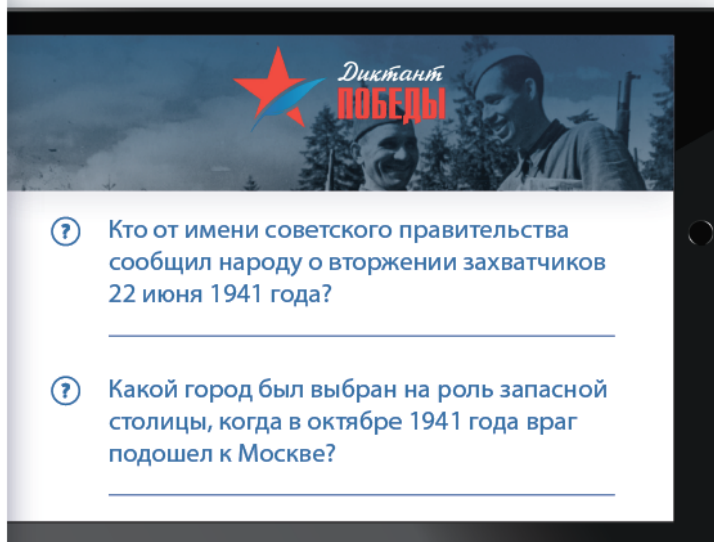 Диктант
ПОБЕДЫ
Кто от имени советского правительства
сообщил народу о вторжении захватчиков
22 июня 1941 года?
Какой город был выбран на роль запасной
столицы, когда в октябре 1941 года враг
подошел к Москве?